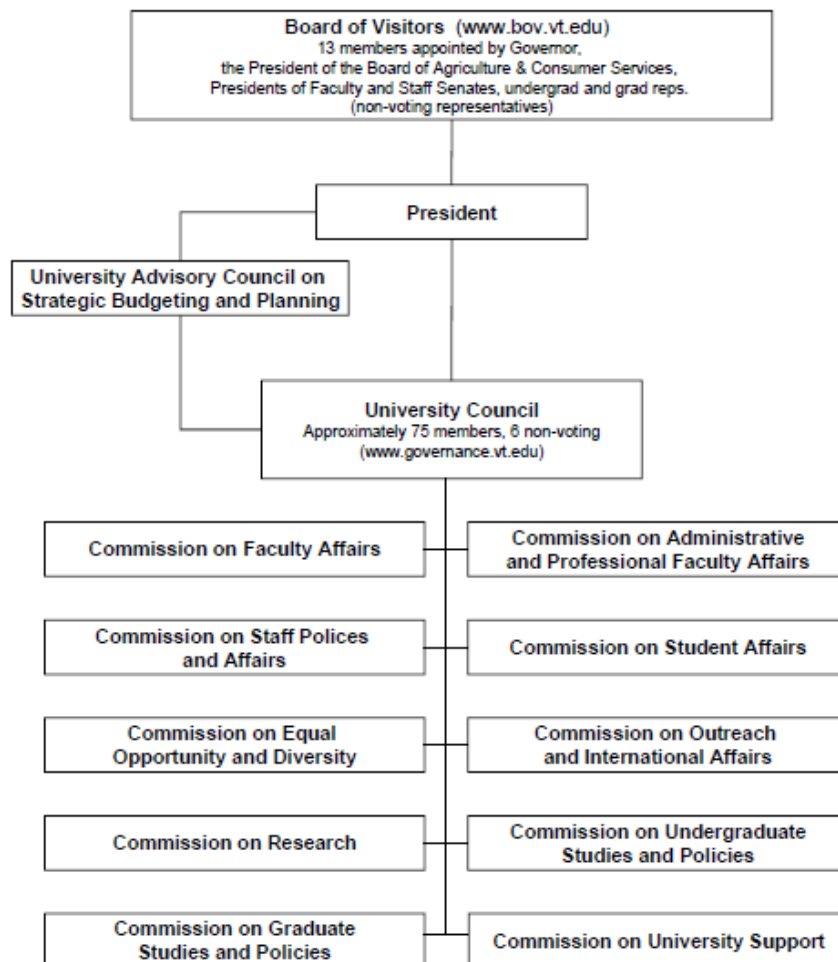 Board of Visitors (www.bov.vt.edu)
13 members appointed by Governor,
the President of the Board of Agriculture & Consumer Services,
Presidents of Faculty and Staff Senates, undergrad and grad reps.
(non-voting representatives)
President
University Advisory Council on
Strategic Budgeting and Planning
University Council
Approximately 75 members, 6 non-voting
(www.governance.vt.edu)
Commission on Faculty Affairs
Commission on Administrative
and Professional Faculty Affairs
Commission on Staff Polices
and Affairs
Commission on Student Affairs
Commission on Equal
Opportunity and Diversity
Commission on Outreach
and International Affairs
Commission on Research
Commission on Undergraduate
Studies and Policies
Commission on Graduate
Studies and Policies
Commission on University Support